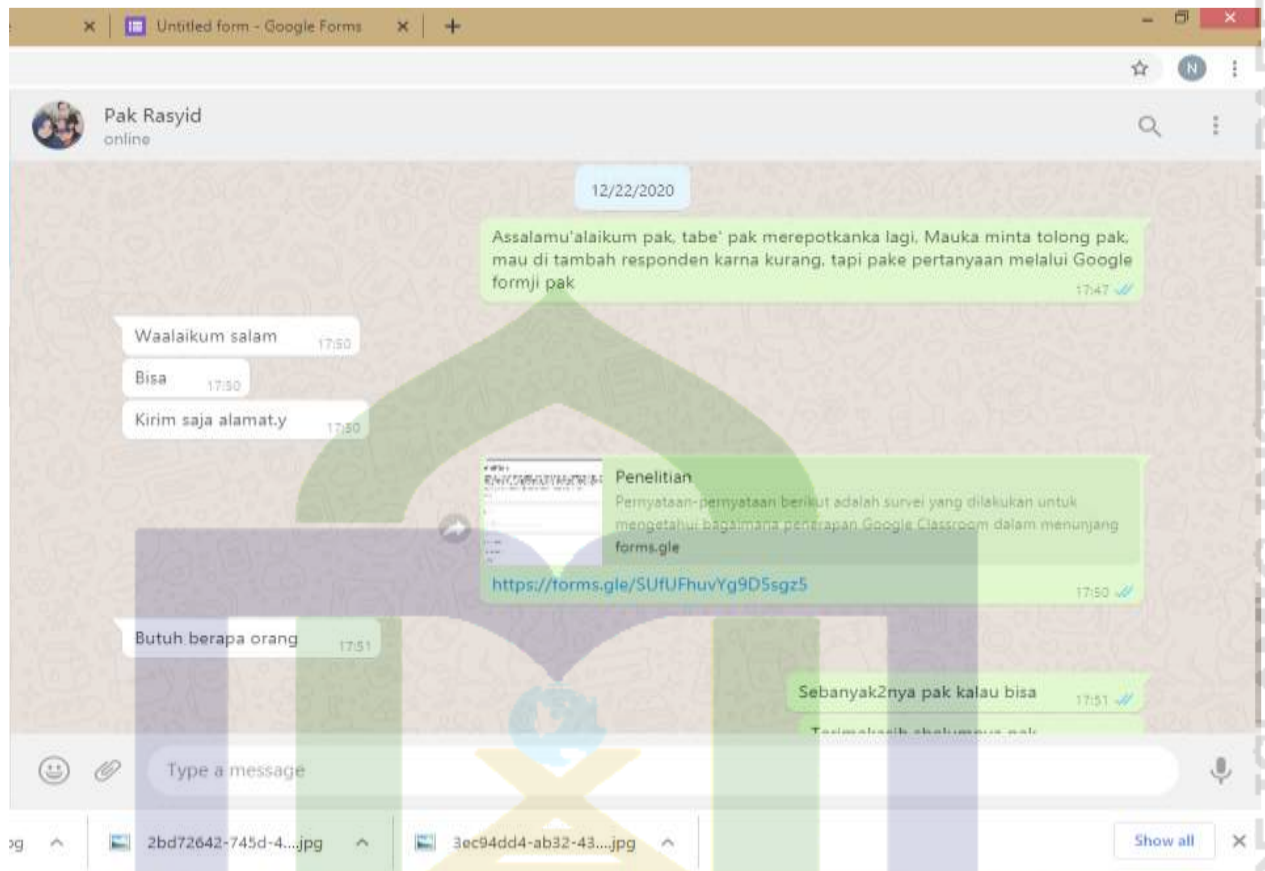 Untitled form - Google Forms
N
Pak Rasyid
online
12/22/2020
Assalamu'alaikum pak, tabe' pak merepotkanka lagi, Mauka minta tolong pak,
mau di tambah responden karna kurang, tapi pake pertanyaan melalui Google
formji pak
17:47
Waalaikum salam 17:50
Bisa 17:50
Kirim saja alamat.y 17:50
Penelitian
Pernyataan-pernyataan berikut adalah survei yang dilakukan untuk
mengetahui bagaimana penerapan Google Classroom dalam menunjang
forms.gle
https://forms.gle/SUfUFhuvYg9D5sgz5 17:50
Butuh berapa orang 17:51
Sebanyak2nya pak kalau bisa 17:51
Type a message
2bd72642-745d-4....jpg
3ec94dd4-ab32-43....jpg
Show all